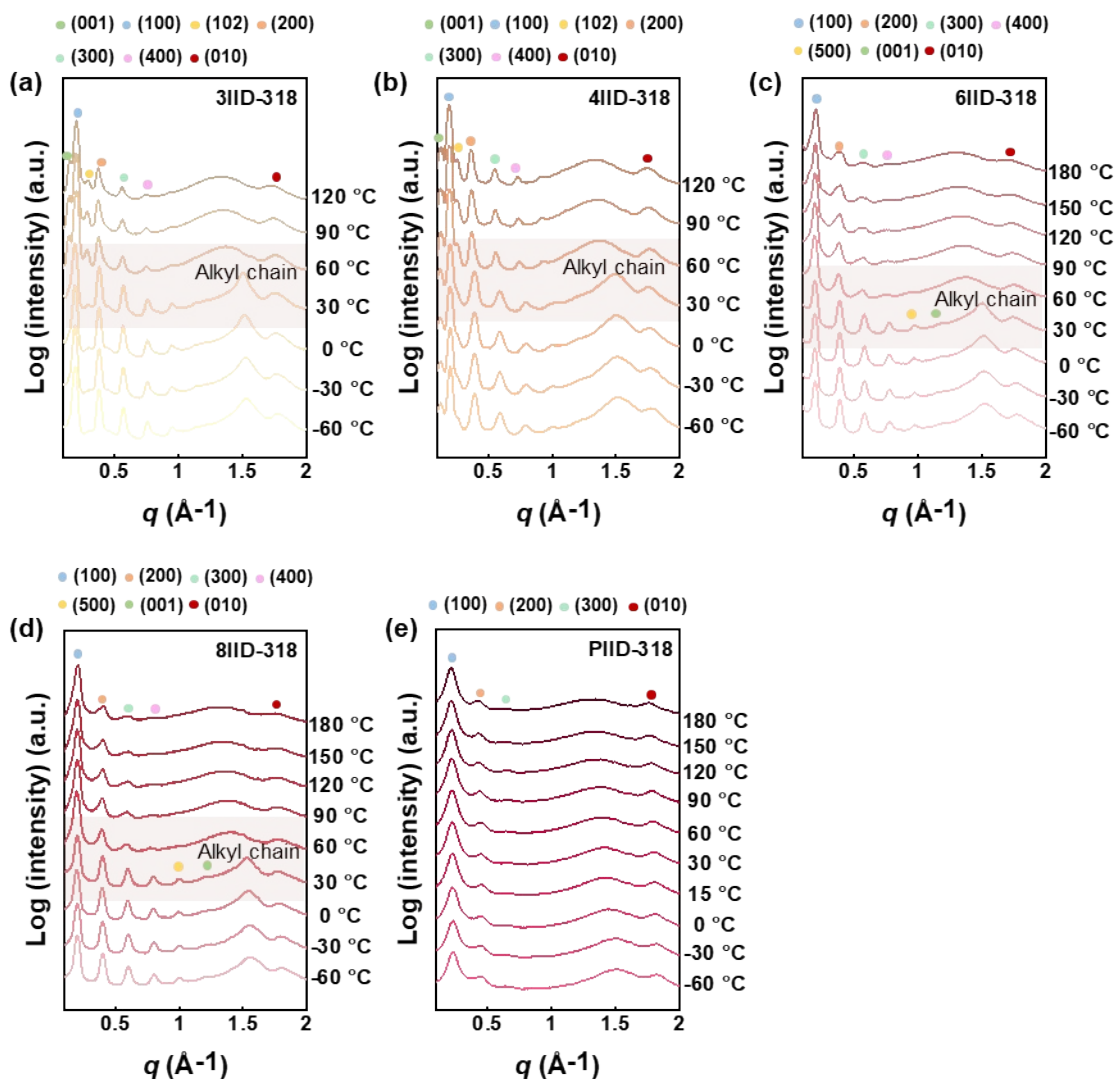 (001) (100) (102) (200)
(300) (400) (010)
(a)
3IID-318
120 °C
90 °C
60 °C
Alkyl chain
30 °C
0 °C
-30 °C
-60 °C
Log (intensity) (a.u.)
0.5 1 1.5 2
q (Å-1)
(001) (100) (102) (200)
(300) (400) (010)
(b)
4IID-318
120 °C
90 °C
60 °C
Alkyl chain
30 °C
0 °C
-30 °C
-60 °C
Log (intensity) (a.u.)
0.5 1 1.5 2
q (Å-1)
(100) (200) (300) (400)
(500) (001) (010)
(c)
6IID-318
180 °C
150 °C
120 °C
90 °C
60 °C
Alkyl chain
30 °C
0 °C
-30 °C
-60 °C
Log (intensity) (a.u.)
0.5 1 1.5 2
q (Å-1)
(100) (200) (300) (400)
(500) (001) (010)
(d)
8IID-318
180 °C
150 °C
120 °C
90 °C
60 °C
Alkyl chain
30 °C
0 °C
-30 °C
-60 °C
Log (intensity) (a.u.)
0.5 1 1.5 2
q (Å-1)
(100) (200) (300) (010)
(e)
PIID-318
180 °C
150 °C
120 °C
90 °C
60 °C
30 °C
15 °C
0 °C
-30 °C
-60 °C
Log (intensity) (a.u.)
0.5 1 1.5 2
q (Å-1)